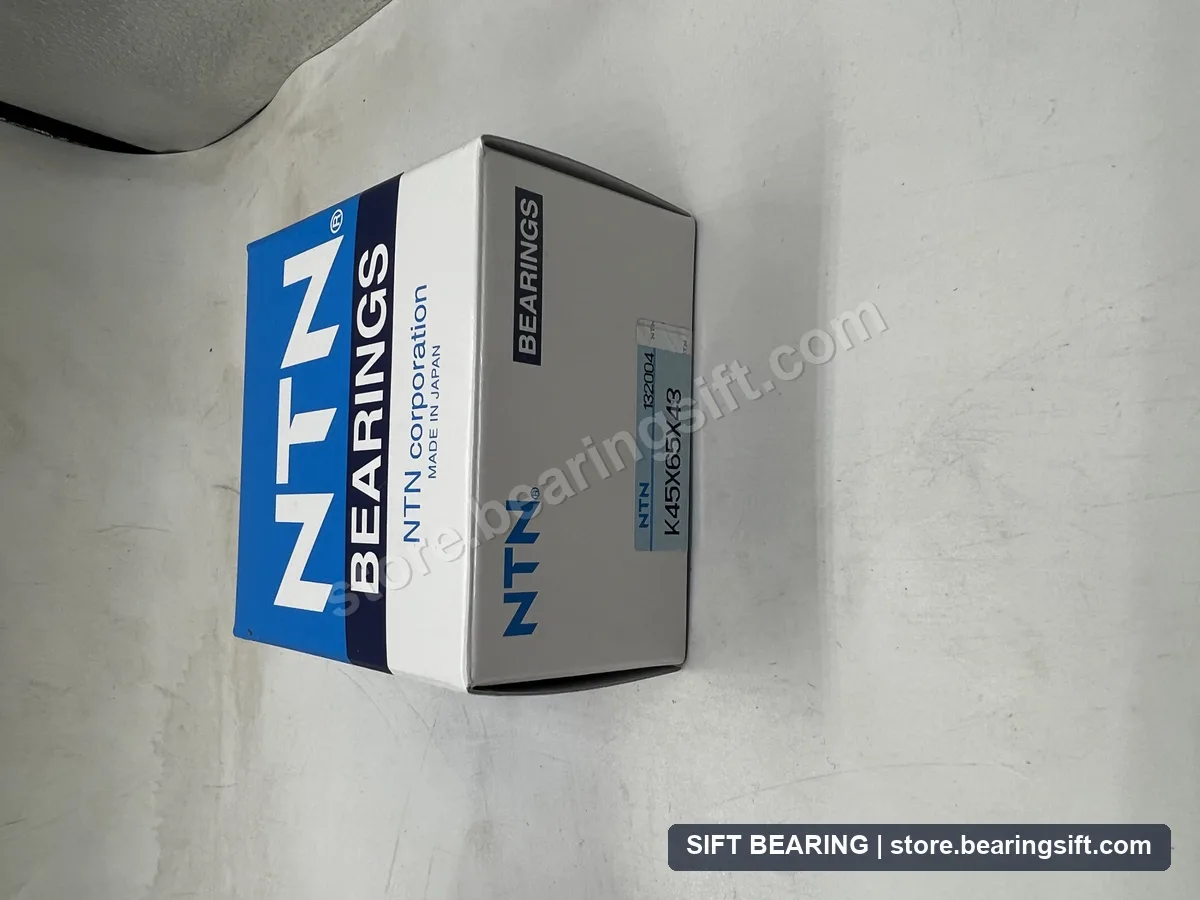 NTN®
BEARINGS
NTN corporation
MADE IN JAPAN
NTN® BEARINGS
NTN 132004
K45X65X43
store.bearingsift.com
SIFT BEARING | store.bearingsift.com